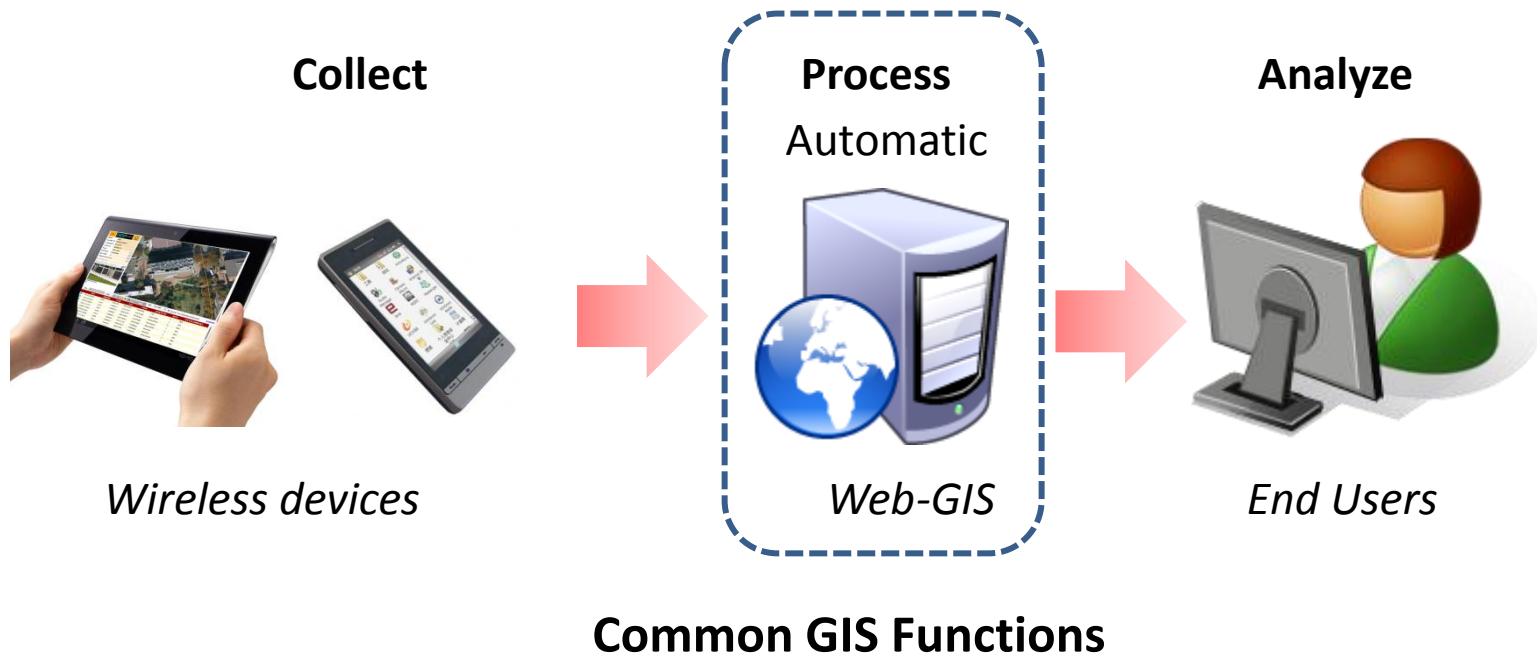 Collect
Process
Analyze
Automatic
Wireless devices
Web-GIS
End Users
Common GIS Functions